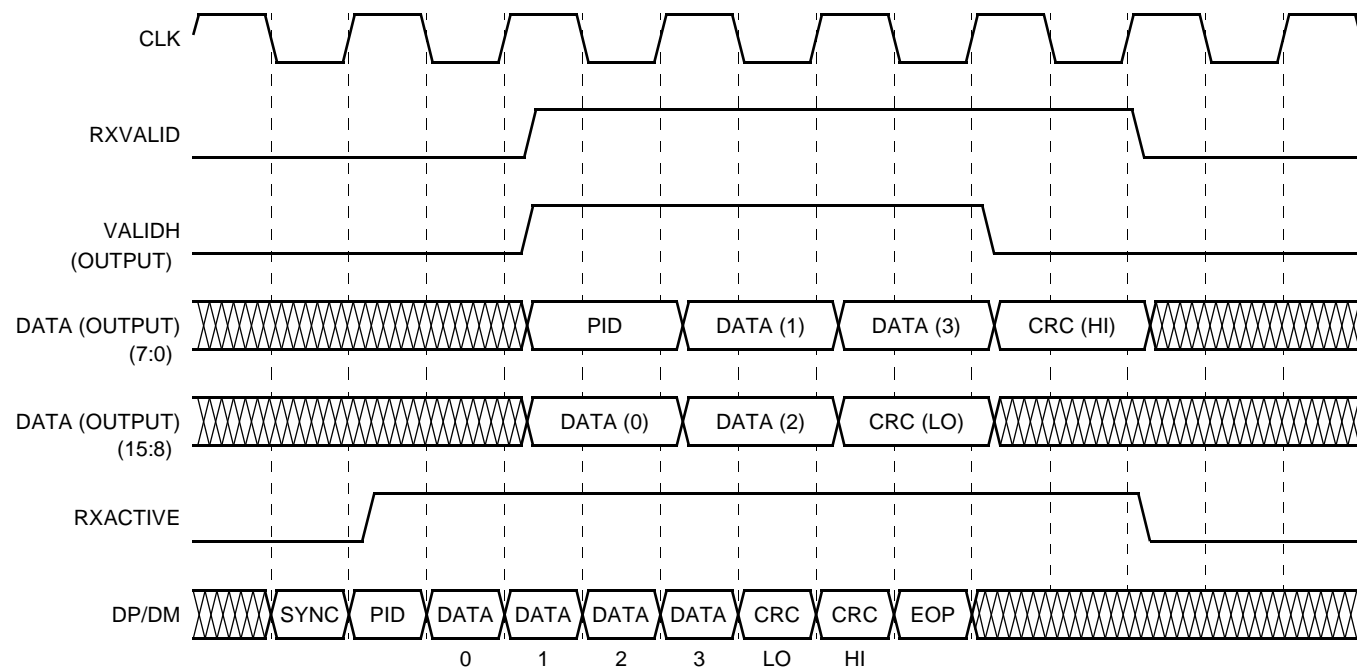 CLK
RXVALID
VALIDH
(OUTPUT)
DATA (OUTPUT)
(7:0)
PID DATA (1) DATA (3) CRC (HI)
DATA (OUTPUT)
(15:8)
DATA (0) DATA (2) CRC (LO)
RXACTIVE
DP/DM SYNC PID DATA DATA DATA DATA CRC CRC EOP
0 1 2 3 LO HI